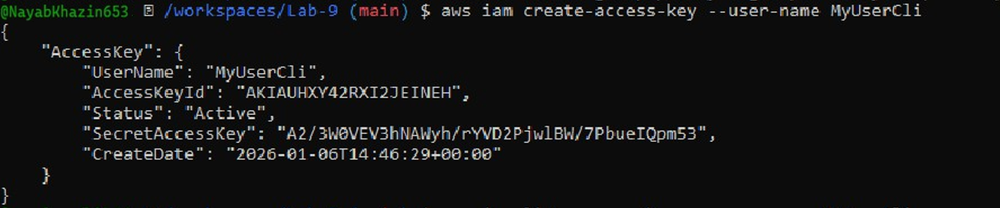 @NayabKhazin653 /workspaces/Lab-9 (main) $ aws iam create-access-key --user-name MyUserCli
{
    "AccessKey": {
        "UserName": "MyUserCli",
        "AccessKeyId": "AKIAUHXY42RXI2JEINEH",
        "Status": "Active",
        "SecretAccessKey": "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",
        "CreateDate": "2026-01-06T14:46:29+00:00"
    }
}